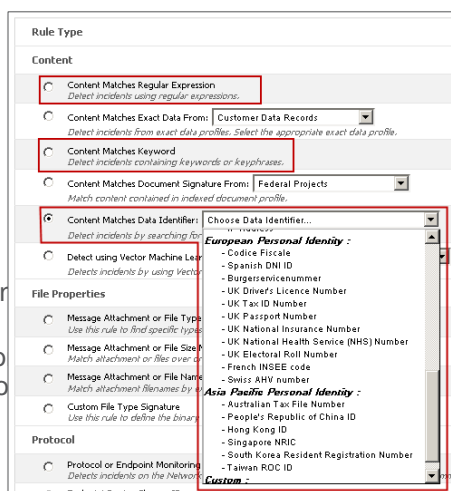 Rule Type
Content
Content Matches Regular Expression
Detect incidents using regular expressions.
Content Matches Exact Data From: Customer Data Records
Detect incidents from exact data profiles. Select the appropriate exact data profile.
Content Matches Keyword
Detect incidents containing keywords or keyphrases.
Content Matches Document Signature From: Federal Projects
Match content contained in indexed document profile.
Content Matches Data Identifier: Choose Data Identifier...
Detect incidents by searching for
European Personal Identity :
- Codice Fiscale
- Spanish DNI ID
- Burgerservicenummer
- UK Driver's Licence Number
- UK Tax ID Number
- UK Passport Number
- UK National Insurance Number
- UK National Health Service (NHS) Number
- UK Electoral Roll Number
- French INSEE code
- Swiss AHV number
Asia Pacific Personal Identity :
- Australian Tax File Number
- People's Republic of China ID
- Hong Kong ID
- Singapore NRIC
- South Korea Resident Registration Number
- Taiwan ROC ID
Custom :
Detect using Vector Machine Lear
Detects incidents by using Vector
File Properties
Message Attachment or File Type
Use this rule to find specific types
Message Attachment or File Size
Match attachment or files over or
Message Attachment or File Name
Match attachment filenames by
Custom File Type Signature
Use this rule to define the binary
Protocol
Protocol or Endpoint Monitoring
Detects incidents on the Network